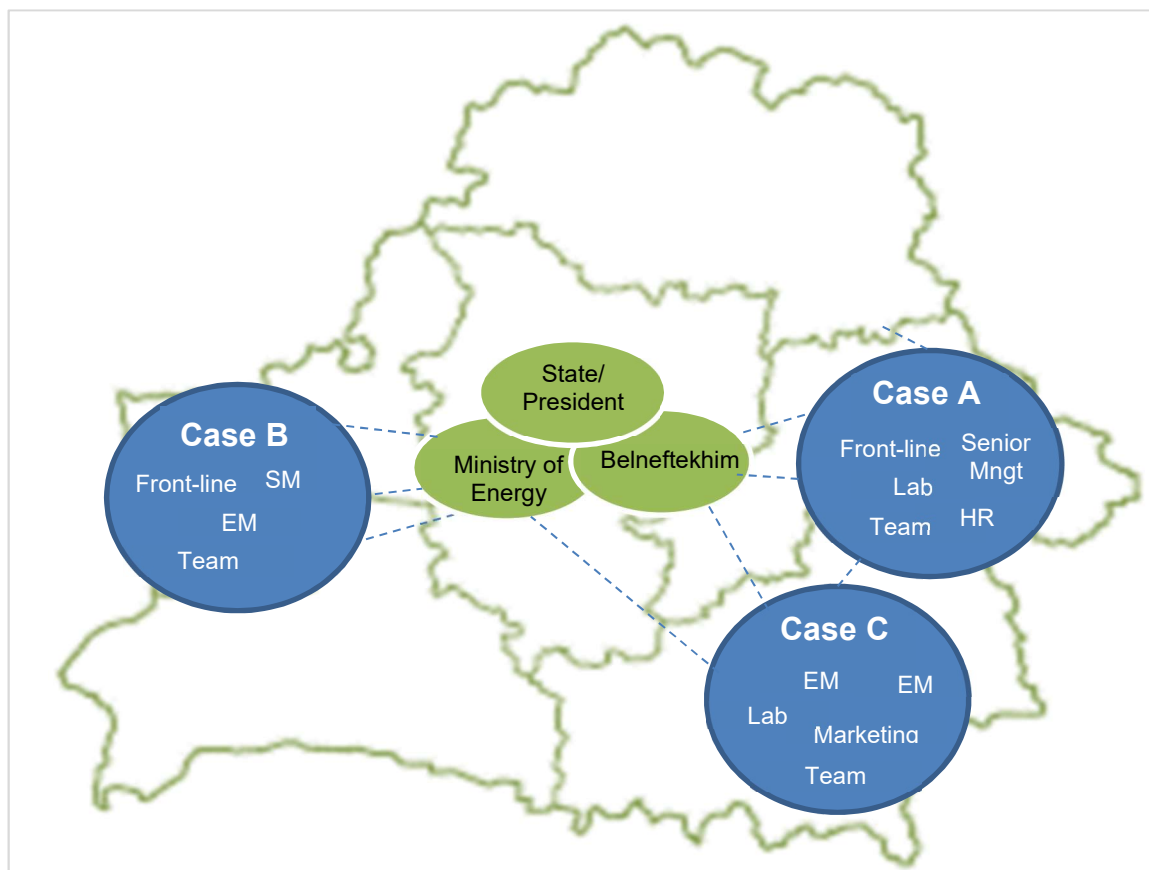 State/
President
Ministry of
Energy
Belneftekhim
Case B
Front-line
SM
EM
Team
Case A
Front-line
Senior
Mngt
Lab
Team
HR
Case C
EM
EM
Lab
Marketing
Team